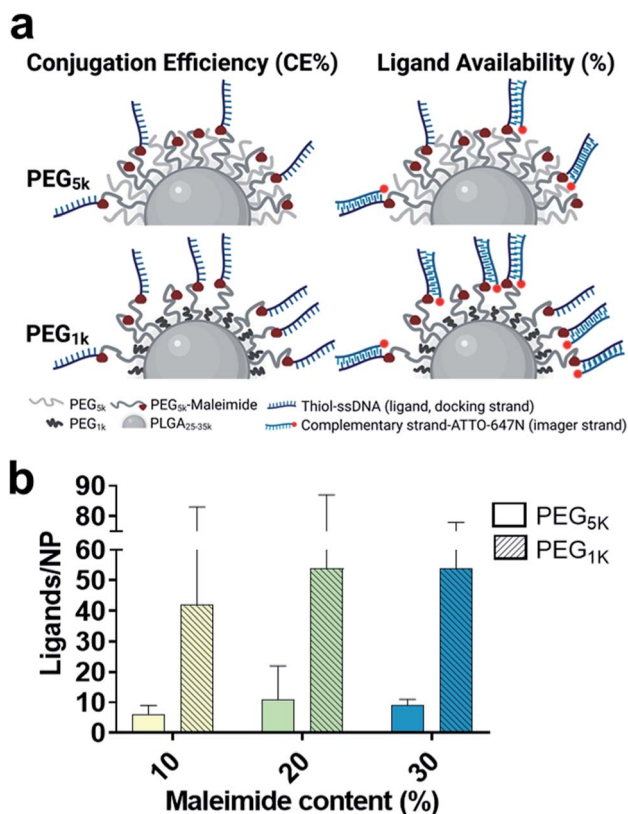 a
Conjugation Efficiency (CE%) Ligand Availability (%)
PEG5k
PEG1k
PEG5k PEG5k-Maleimide Thiol-ssDNA (ligand, docking strand)
PEG1k PLGA25-35k Complementary strand-ATTO-647N (imager strand)
b
90
80
60
50
40
30
20
10
0
Ligands/NP
PEG5K
PEG1K
10 20 30
Maleimide content (%)